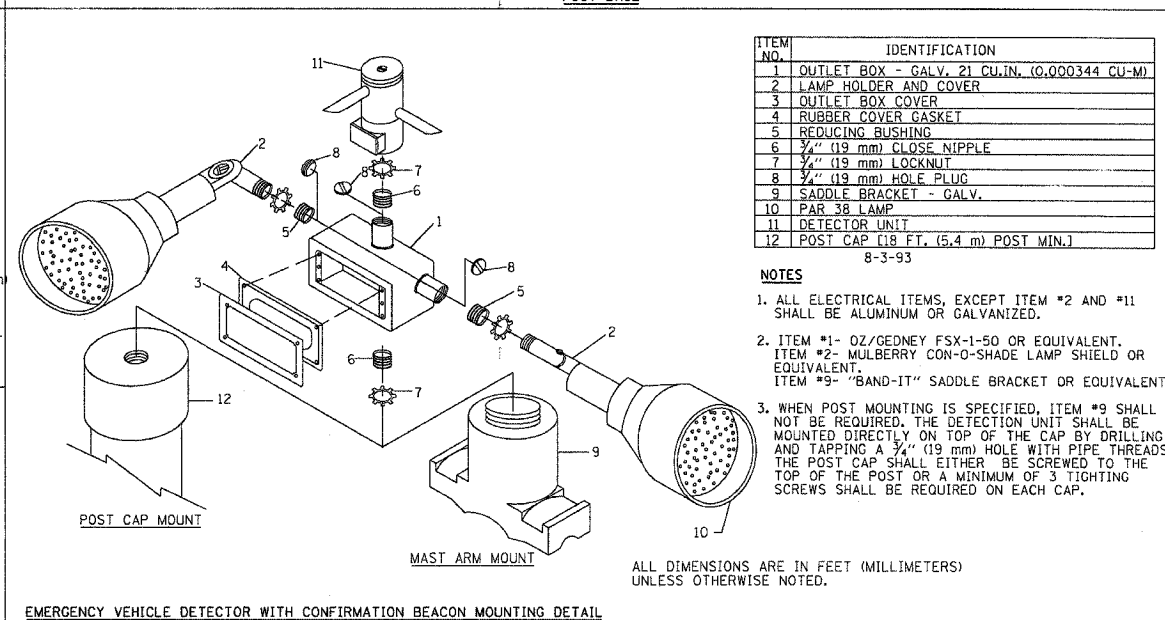 ITEM NO. IDENTIFICATION
1 OUTLET BOX - GALV. 21 CU.IN. (0.000344 CU-M)
2 LAMP HOLDER AND COVER
3 OUTLET BOX COVER
4 RUBBER COVER GASKET
5 REDUCING BUSHING
6 ¾" (19 mm) CLOSE NIPPLE
7 ¾" (19 mm) LOCKNUT
8 ¾" (19 mm) HOLE PLUG
9 SADDLE BRACKET - GALV.
10 PAR 38 LAMP
11 DETECTOR UNIT
12 POST CAP [18 FT. (5.4 m) POST MIN.]
8-3-93
NOTES
1. ALL ELECTRICAL ITEMS, EXCEPT ITEM #2 AND #11
SHALL BE ALUMINUM OR GALVANIZED.
2. ITEM #1- OZ/GEDNEY FSX-1-50 OR EQUIVALENT.
ITEM #2- MULBERRY CON-O-SHADE LAMP SHIELD OR
EQUIVALENT.
ITEM #9- "BAND-IT" SADDLE BRACKET OR EQUIVALENT
3. WHEN POST MOUNTING IS SPECIFIED, ITEM #9 SHALL
NOT BE REQUIRED. THE DETECTION UNIT SHALL BE
MOUNTED DIRECTLY ON TOP OF THE CAP BY DRILLING
AND TAPPING A ¾" (19 mm) HOLE WITH PIPE THREADS
THE POST CAP SHALL EITHER BE SCREWED TO THE
TOP OF THE POST OR A MINIMUM OF 3 TIGHTING
SCREWS SHALL BE REQUIRED ON EACH CAP.
11
2
8
7
8
6
1
5
8
4
3
5
2
6
7
12
9
10
POST CAP MOUNT
MAST ARM MOUNT
ALL DIMENSIONS ARE IN FEET (MILLIMETERS)
UNLESS OTHERWISE NOTED.
EMERGENCY VEHICLE DETECTOR WITH CONFIRMATION BEACON MOUNTING DETAIL